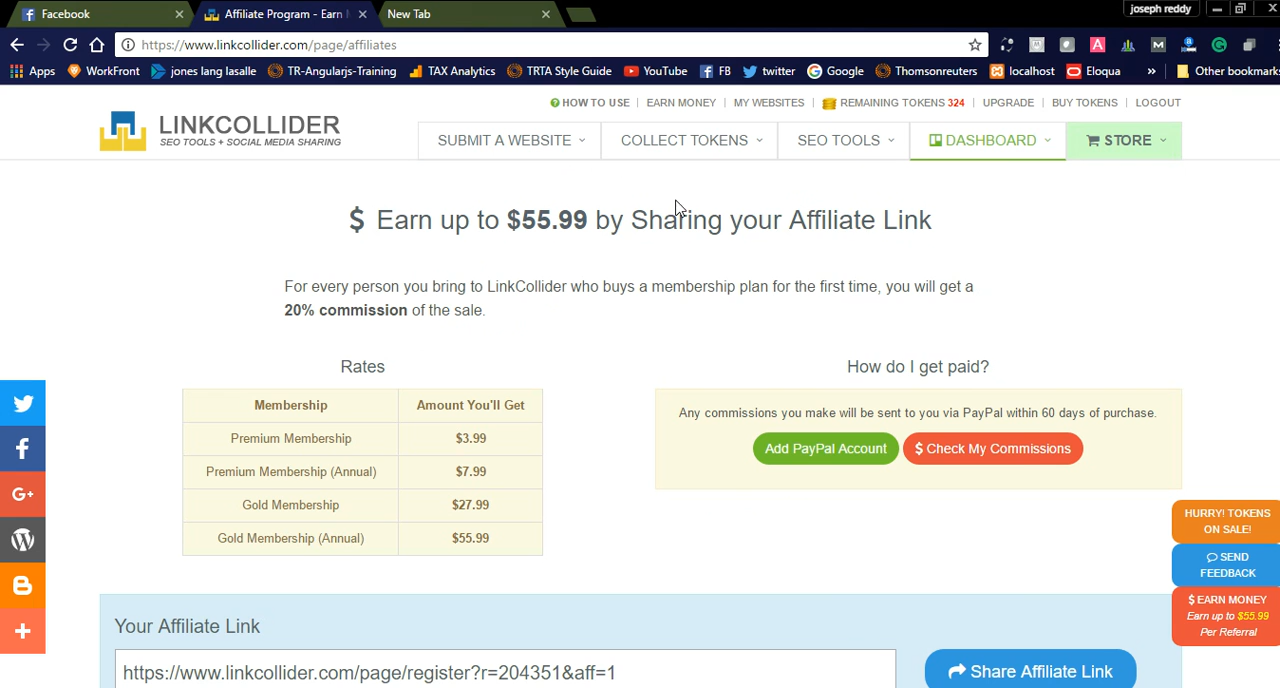 Facebook
Affiliate Program - Earn
New Tab
joseph reddy
https://www.linkcollider.com/page/affiliates
Apps
WorkFront
jones lang lasalle
TR-Angularjs-Training
TAX Analytics
TRTA Style Guide
YouTube
FB
twitter
Google
Thomsonreuters
localhost
Eloqua
»
Other bookmarks
HOW TO USE | EARN MONEY | MY WEBSITES | REMAINING TOKENS 324 | UPGRADE | BUY TOKENS | LOGOUT
LINKCOLLIDER
SEO TOOLS + SOCIAL MEDIA SHARING
SUBMIT A WEBSITE
COLLECT TOKENS
SEO TOOLS
DASHBOARD
STORE
$ Earn up to $55.99 by Sharing your Affiliate Link
For every person you bring to LinkCollider who buys a membership plan for the first time, you will get a
20% commission of the sale.
Rates
Membership Amount You'll Get
Premium Membership $3.99
Premium Membership (Annual) $7.99
Gold Membership $27.99
Gold Membership (Annual) $55.99
How do I get paid?
Any commissions you make will be sent to you via PayPal within 60 days of purchase.
Add PayPal Account
$ Check My Commissions
HURRY! TOKENS
ON SALE!
SEND
FEEDBACK
$ EARN MONEY
Earn up to $55.99
Per Referral
Your Affiliate Link
https://www.linkcollider.com/page/register?r=204351&aff=1
Share Affiliate Link